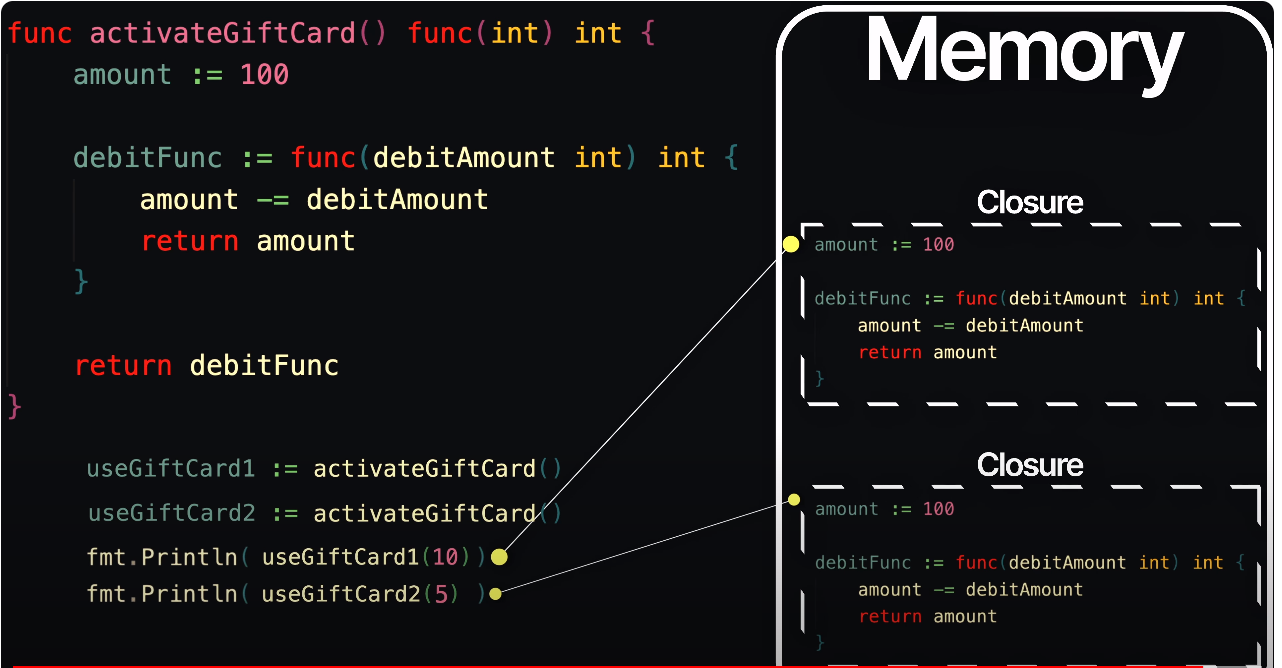 func activateGiftCard() func(int) int {
amount := 100
debitFunc := func(debitAmount int) int {
amount -= debitAmount
return amount
}
return debitFunc
}
useGiftCard1 := activateGiftCard()
useGiftCard2 := activateGiftCard()
fmt.Println( useGiftCard1(10))
fmt.Println( useGiftCard2(5) )
Memory
Closure
amount := 100
debitFunc := func(debitAmount int) int {
amount -= debitAmount
return amount
}
Closure
amount := 100
debitFunc := func(debitAmount int) int {
amount -= debitAmount
return amount
}